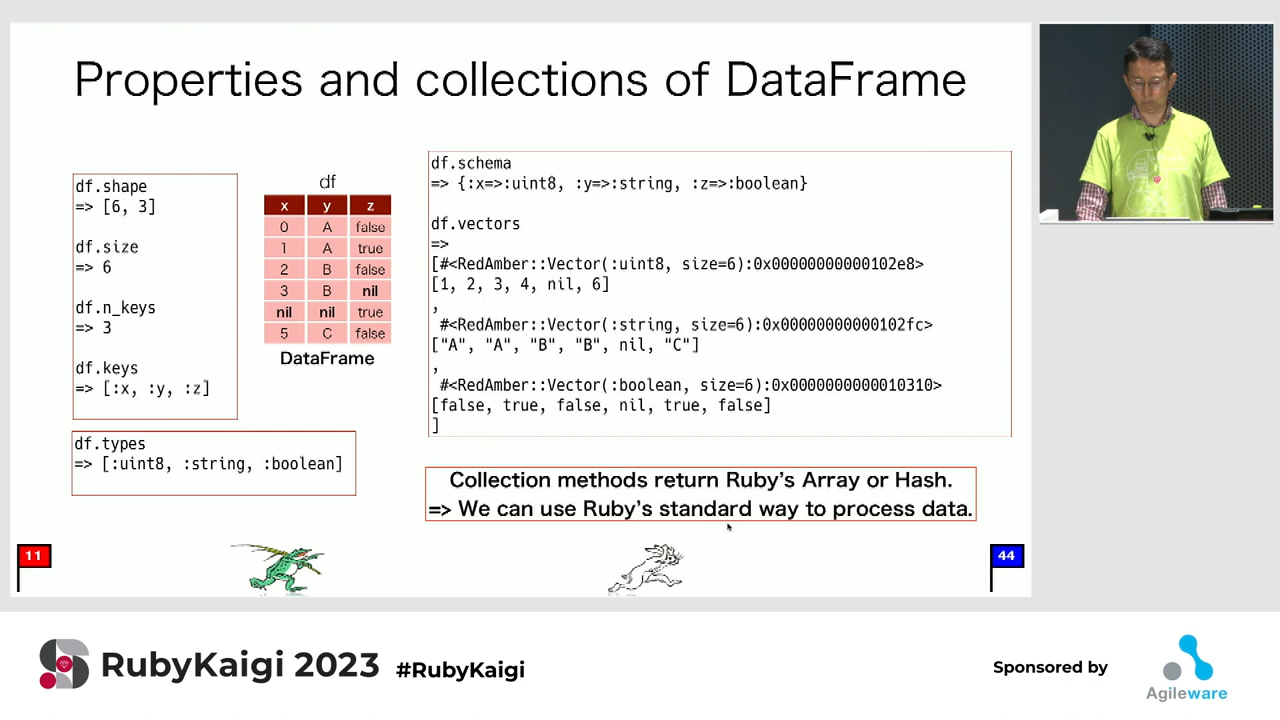 Properties and collections of DataFrame
df.shape
=> [6, 3]
df.size
=> 6
df.n_keys
=> 3
df.keys
=> [:x, :y, :z]
df.types
=> [:uint8, :string, :boolean]
df
x y z
0 A false
1 A true
2 B false
3 B nil
nil nil true
5 C false
DataFrame
df.schema
=> {:x=>:uint8, :y=>:string, :z=>:boolean}
df.vectors
=>
[#<RedAmber::Vector(:uint8, size=6):0x00000000000102e8>
[1, 2, 3, 4, nil, 6]
,
#<RedAmber::Vector(:string, size=6):0x00000000000102fc>
["A", "A", "B", "B", nil, "C"]
,
#<RedAmber::Vector(:boolean, size=6):0x0000000000010310>
[false, true, false, nil, true, false]
]
Collection methods return Ruby's Array or Hash.
=> We can use Ruby's standard way to process data.
11
44
RubyKaigi 2023 #RubyKaigi
Sponsored by
Agileware